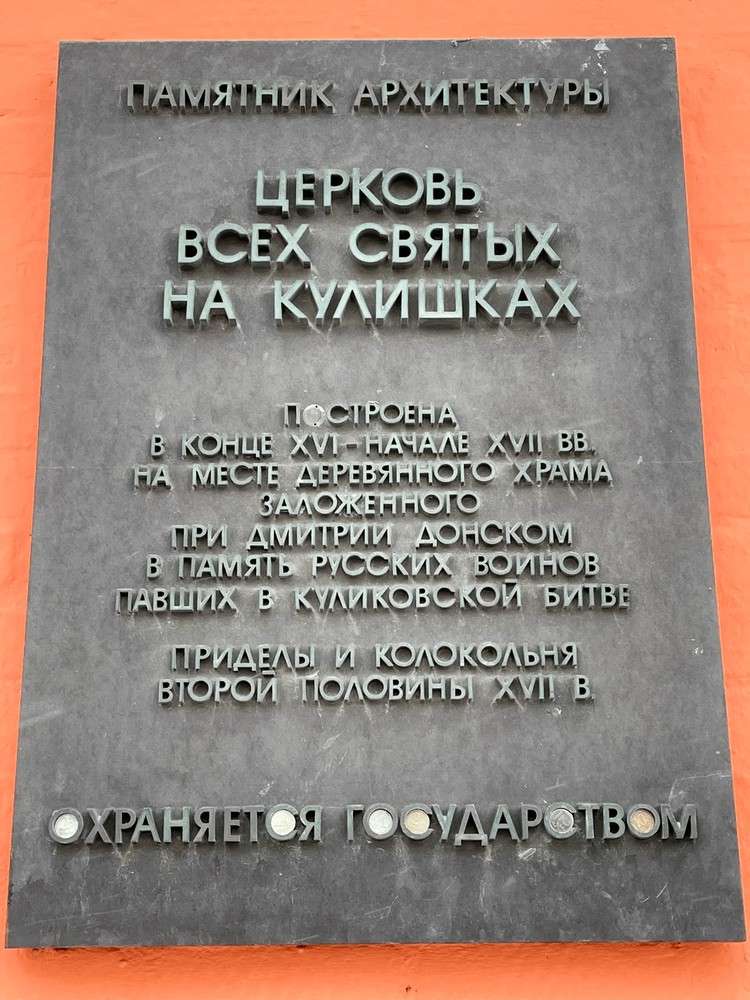 ПАМЯТНИК АРХИТЕКТУРЫ
ЦЕРКОВЬ
ВСЕХ СВЯТЫХ
НА КУЛИШКАХ
ПОСТРОЕНА
В КОНЦЕ XVI - НАЧАЛЕ XVII ВВ.,
НА МЕСТЕ ДЕРЕВЯННОГО ХРАМА
ЗАЛОЖЕННОГО
ПРИ ДМИТРИИ ДОНСКОМ
В ПАМЯТЬ РУССКИХ ВОИНОВ
ПАВШИХ В КУЛИКОВСКОЙ БИТВЕ
ПРИДЕЛЫ И КОЛОКОЛЬНЯ
ВТОРОЙ ПОЛОВИНЫ XVII В.
ОХРАНЯЕТСЯ ГОСУДАРСТВОМ